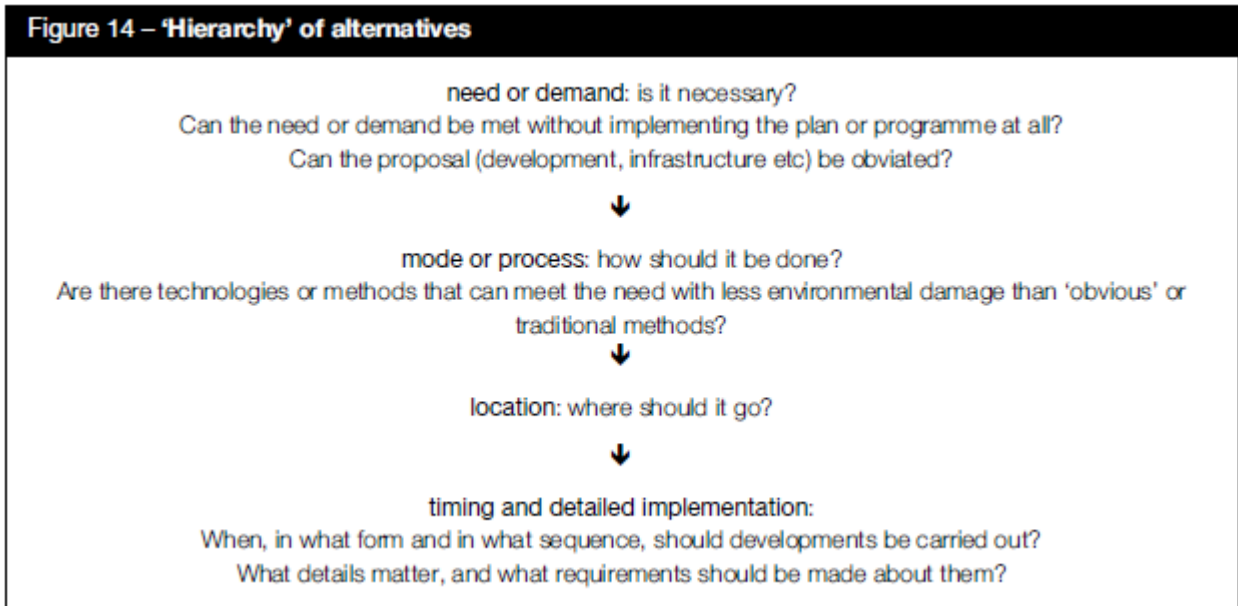 Figure 14 – ‘Hierarchy’ of alternatives
need or demand: is it necessary?
Can the need or demand be met without implementing the plan or programme at all?
Can the proposal (development, infrastructure etc) be obviated?
↓
mode or process: how should it be done?
Are there technologies or methods that can meet the need with less environmental damage than ‘obvious’ or
traditional methods?
↓
location: where should it go?
↓
timing and detailed implementation:
When, in what form and in what sequence, should developments be carried out?
What details matter, and what requirements should be made about them?